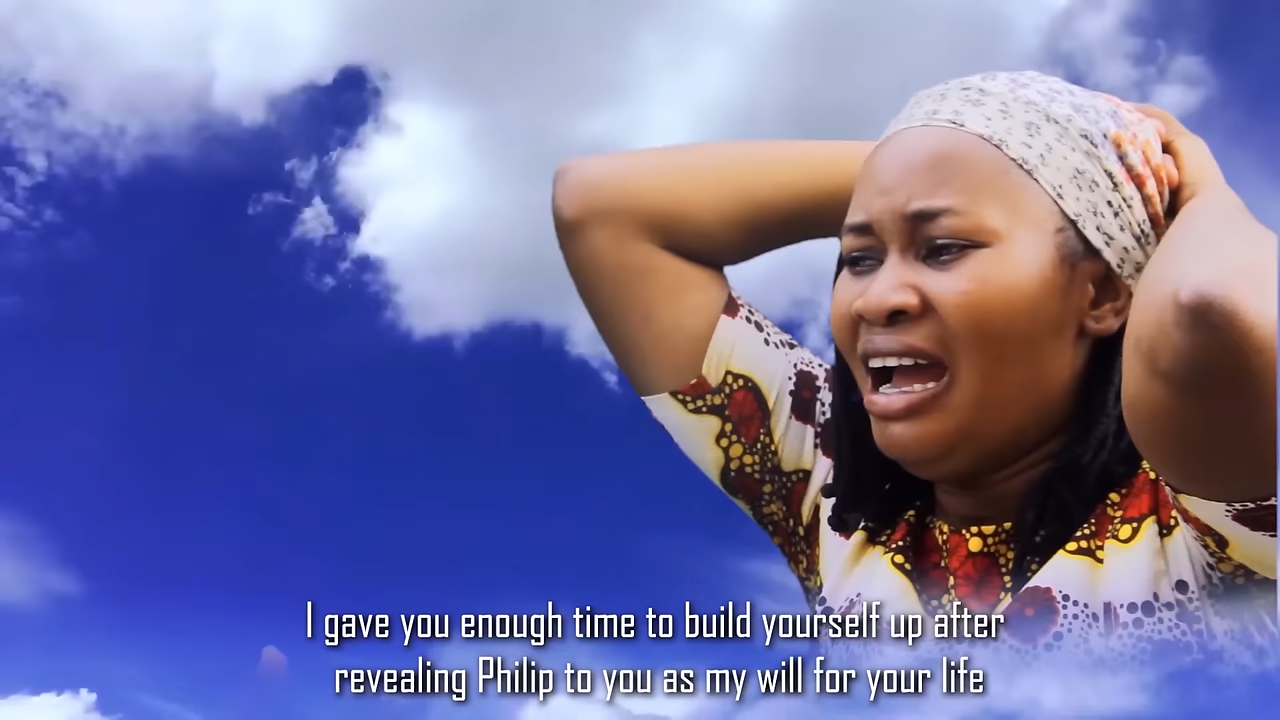 I gave you enough time to build yourself up after
revealing Philip to you as my will for your life